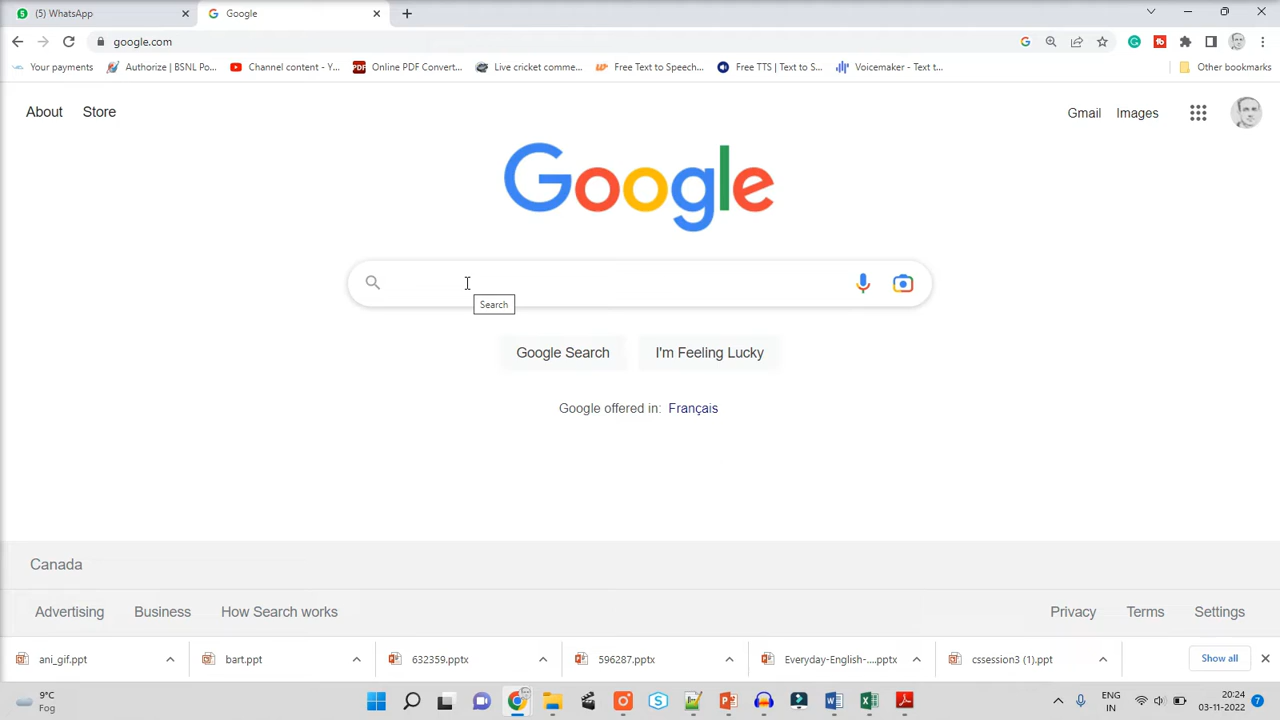 (5) WhatsApp
Google
google.com
Your payments
Authorize | BSNL Po...
Channel content - Y...
PDF
Online PDF Convert...
Live cricket comme...
Free Text to Speech...
Free TTS | Text to S...
Voicemaker - Text t...
Other bookmarks
About
Store
Gmail
Images
Google
Search
Google Search
I'm Feeling Lucky
Google offered in: Français
Canada
Advertising
Business
How Search works
Privacy
Terms
Settings
ani_gif.ppt
bart.ppt
632359.pptx
596287.pptx
Everyday-English-....pptx
cssession3 (1).ppt
Show all
9°C
Fog
ENG
IN
20:24
03-11-2022
7